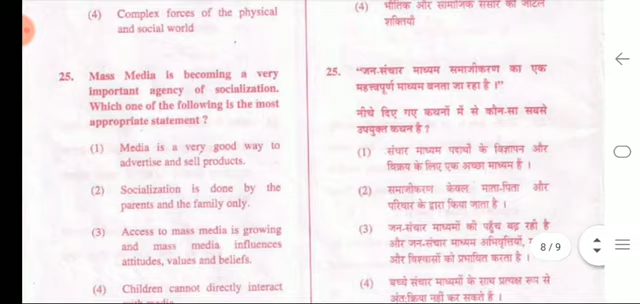 (4) Complex forces of the physical
and social world
25. Mass Media is becoming a very
important agency of socialization.
Which one of the following is the most
appropriate statement ?
(1) Media is a very good way to
advertise and sell products.
(2) Socialization is done by the
parents and the family only.
(3) Access to mass media is growing
and mass media influences
attitudes, values and beliefs.
(4) Children cannot directly interact
with media
(4) भौतिक और सामाजिक संसार की जटिल
शक्तियाँ
25. “जन-संचार माध्यम समाजीकरण का एक
महत्त्वपूर्ण माध्यम बनता जा रहा है ।”
नीचे दिए गए कथनों में से कौन-सा सबसे
उपयुक्त कथन है ?
(1) संचार माध्यम पदार्थों के विज्ञापन और
विक्रय के लिए एक अच्छा माध्यम है ।
(2) समाजीकरण केवल माता-पिता और
परिवार के द्वारा किया जाता है ।
(3) जन-संचार माध्यमों की पहुँच बढ़ रही है
और जन-संचार माध्यम अभिवृत्तियों,
और विश्वासों को प्रभावित करता है ।
(4) बच्चे संचार माध्यमों के साथ प्रत्यक्ष रूप से
अंत:क्रिया नहीं कर सकते हैं ।
8 / 9